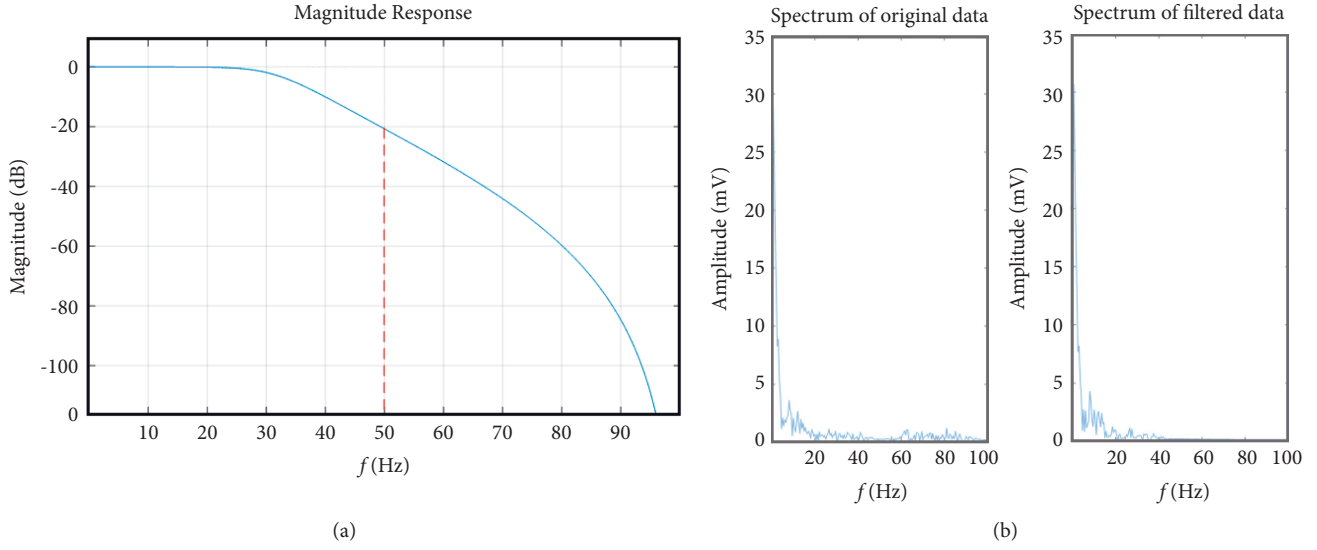 Magnitude Response
0
-20
-40
-60
-80
-100
0
Magnitude (dB)
10 20 30 40 50 60 70 80 90
f (Hz)
(a)
Spectrum of original data
35
30
25
20
15
10
5
0
Amplitude (mV)
20 40 60 80 100
f (Hz)
Spectrum of filtered data
35
30
25
20
15
10
5
0
Amplitude (mV)
20 40 60 80 100
f (Hz)
(b)